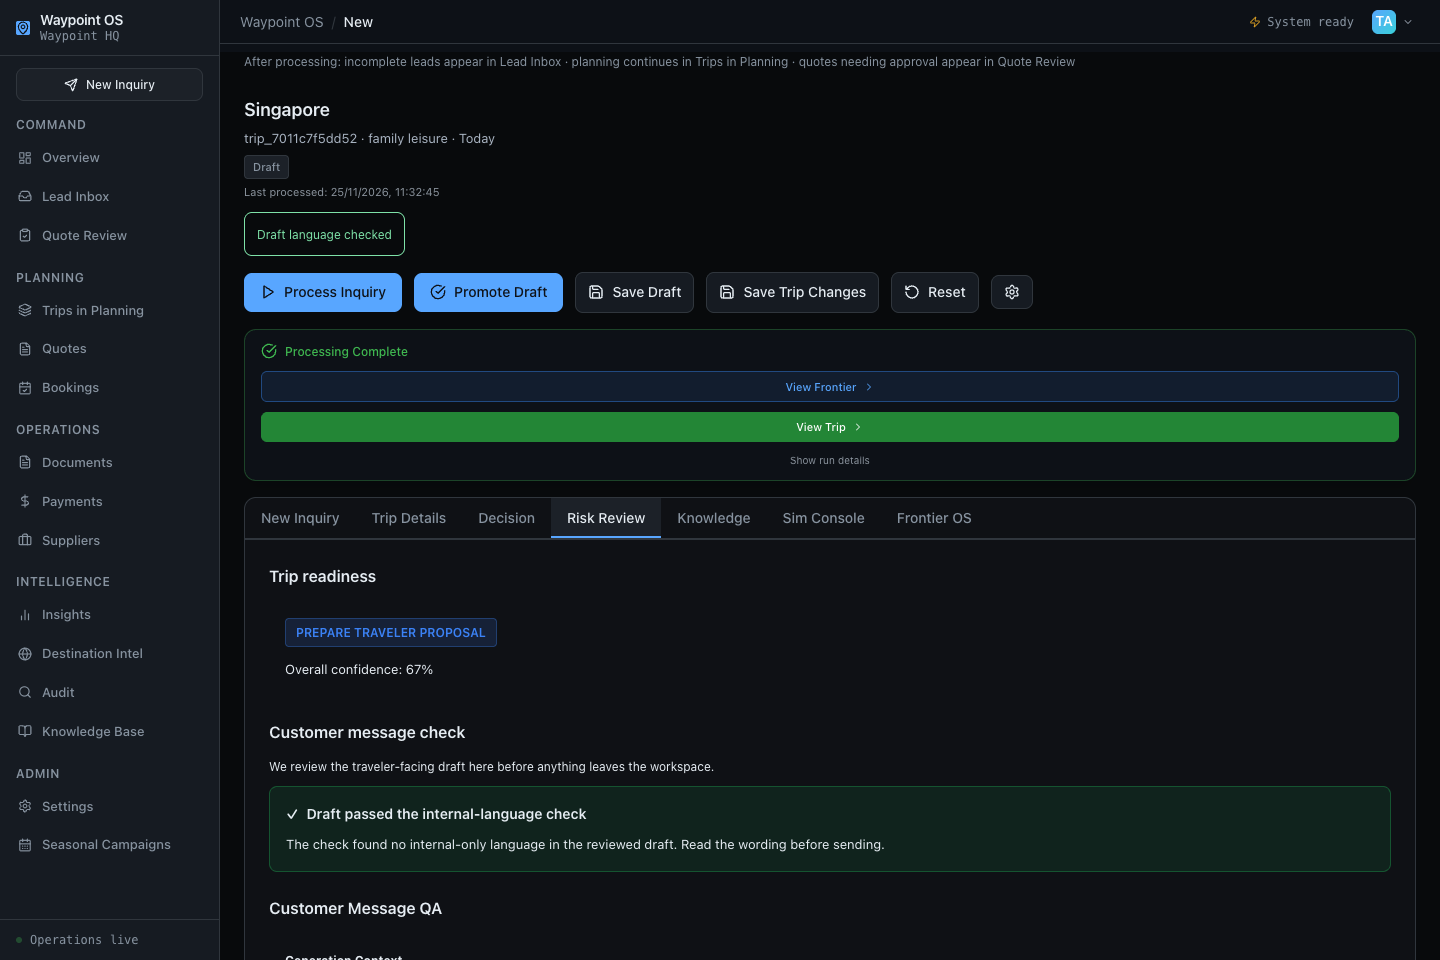 Waypoint OS
Waypoint HQ
New Inquiry
COMMAND
Overview
Lead Inbox
Quote Review
PLANNING
Trips in Planning
Quotes
Bookings
OPERATIONS
Documents
Payments
Suppliers
INTELLIGENCE
Insights
Destination Intel
Audit
Knowledge Base
ADMIN
Settings
Seasonal Campaigns
Operations live
Waypoint OS / New
System ready
TA
After processing: incomplete leads appear in Lead Inbox · planning continues in Trips in Planning · quotes needing approval appear in Quote Review
Singapore
trip_7011c7f5dd52 · family leisure · Today
Draft
Last processed: 25/11/2026, 11:32:45
Draft language checked
Process Inquiry
Promote Draft
Save Draft
Save Trip Changes
Reset
Processing Complete
View Frontier
View Trip
Show run details
New Inquiry
Trip Details
Decision
Risk Review
Knowledge
Sim Console
Frontier OS
Trip readiness
PREPARE TRAVELER PROPOSAL
Overall confidence: 67%
Customer message check
We review the traveler-facing draft here before anything leaves the workspace.
✓ Draft passed the internal-language check
The check found no internal-only language in the reviewed draft. Read the wording before sending.
Customer Message QA
Generation Context